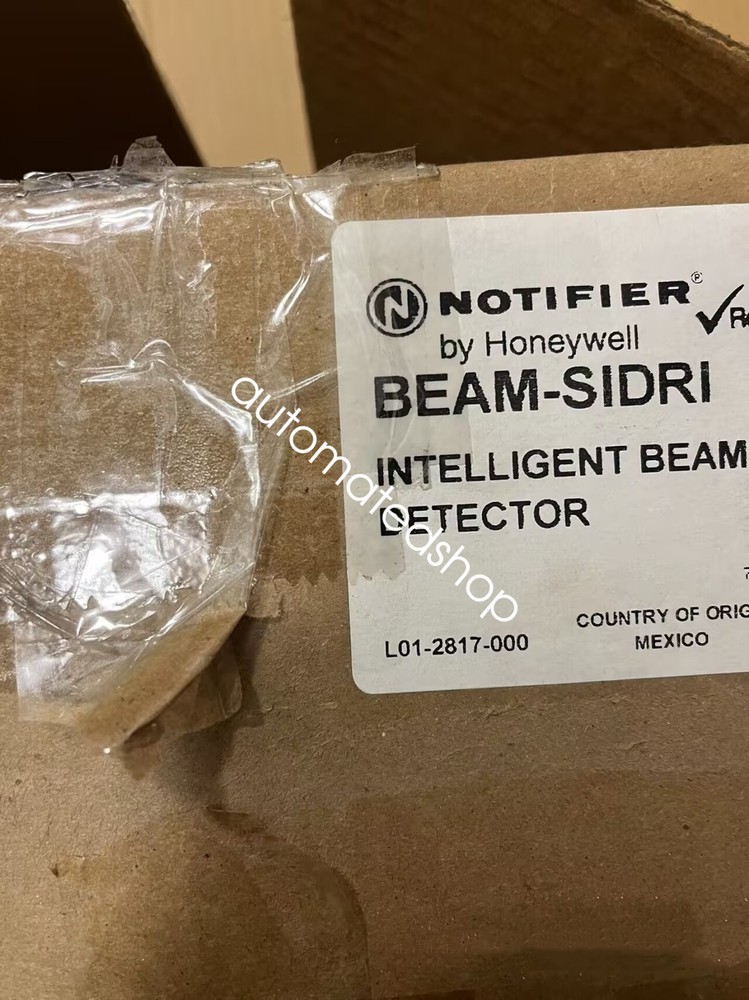 NOTIFIER®
by Honeywell
BEAM-SIDRI
INTELLIGENT BEAM
DETECTOR
COUNTRY OF ORIG
L01-2817-000
MEXICO
automatedshop